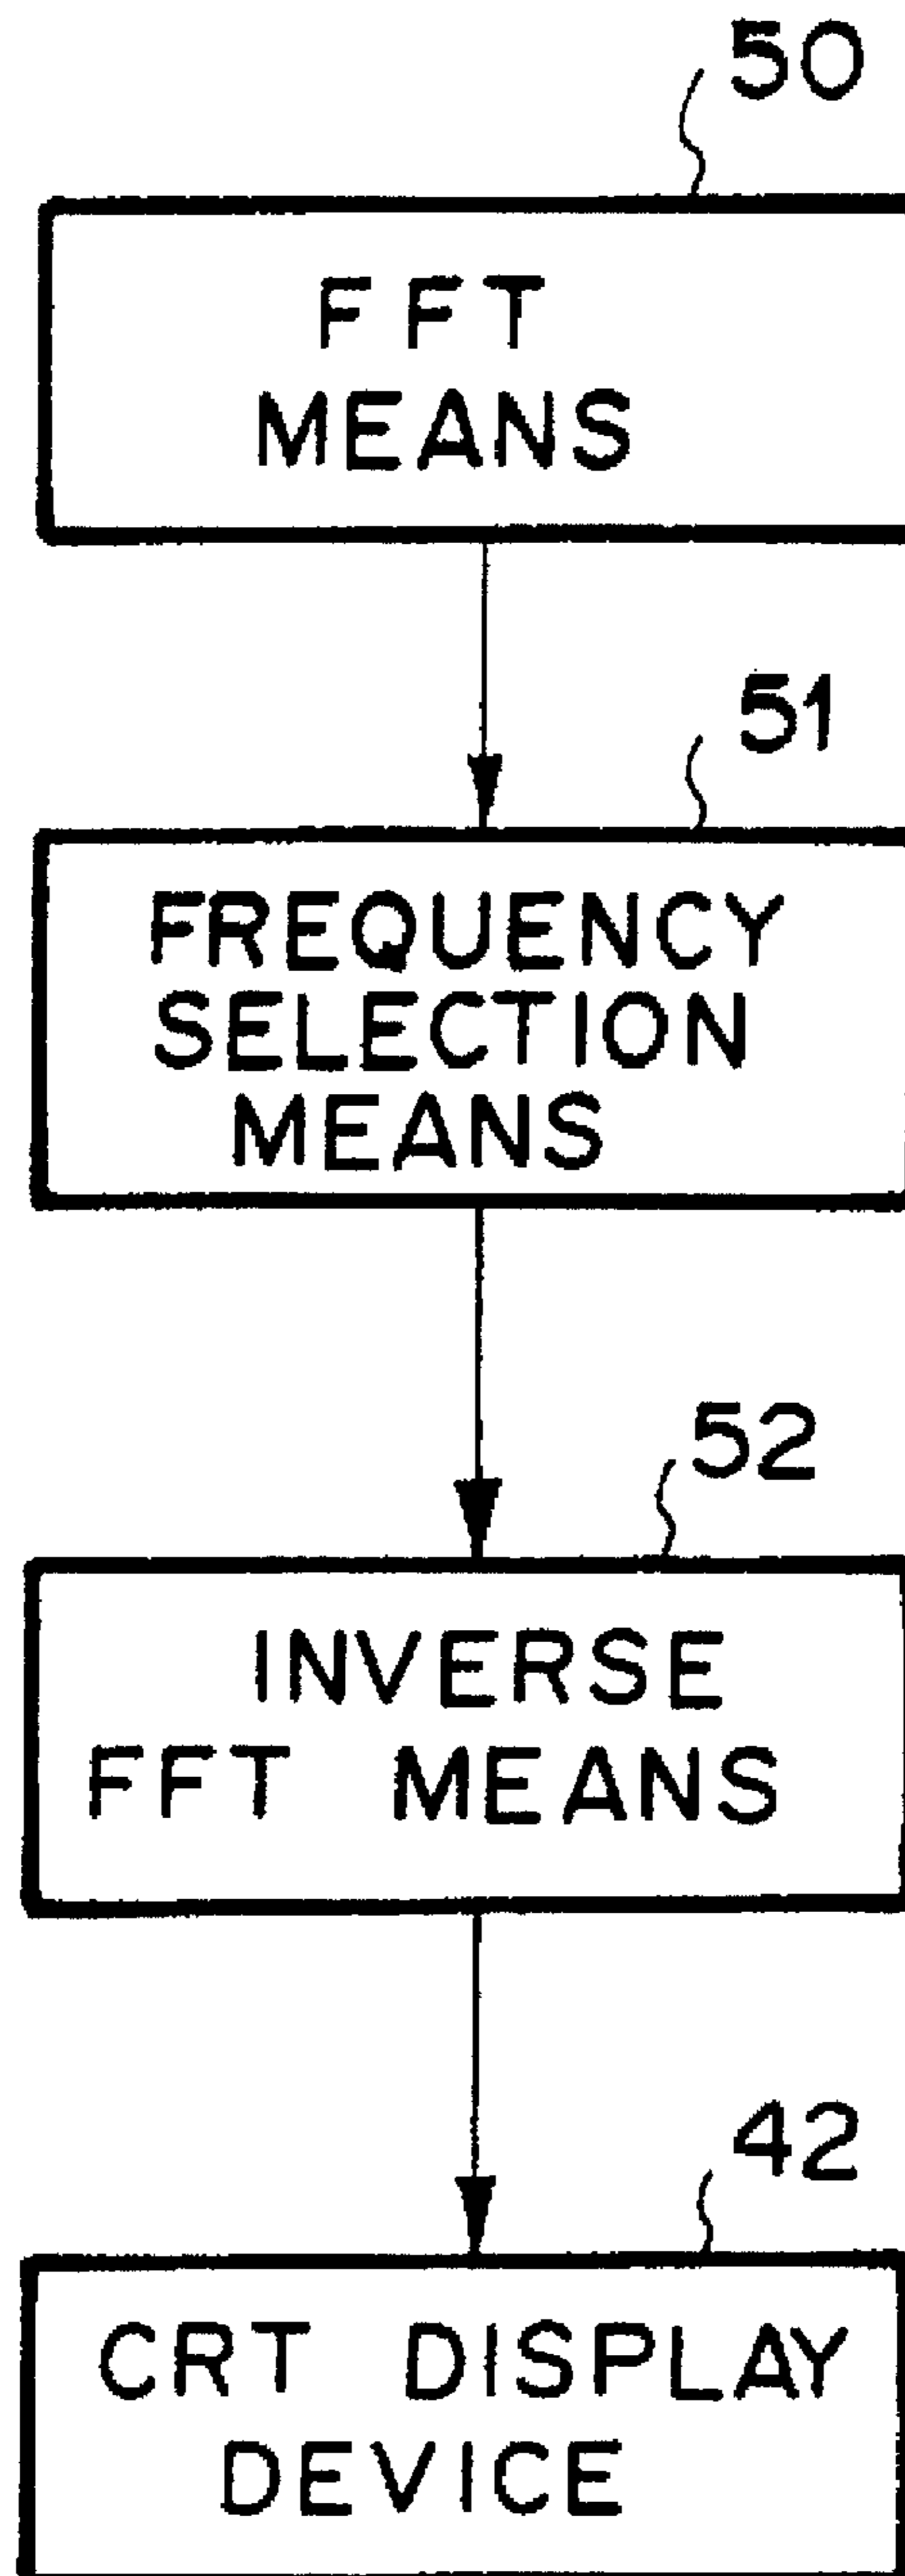 50
FFT
MEANS
51
FREQUENCY
SELECTION
MEANS
52
INVERSE
FFT MEANS
42
CRT DISPLAY
DEVICE